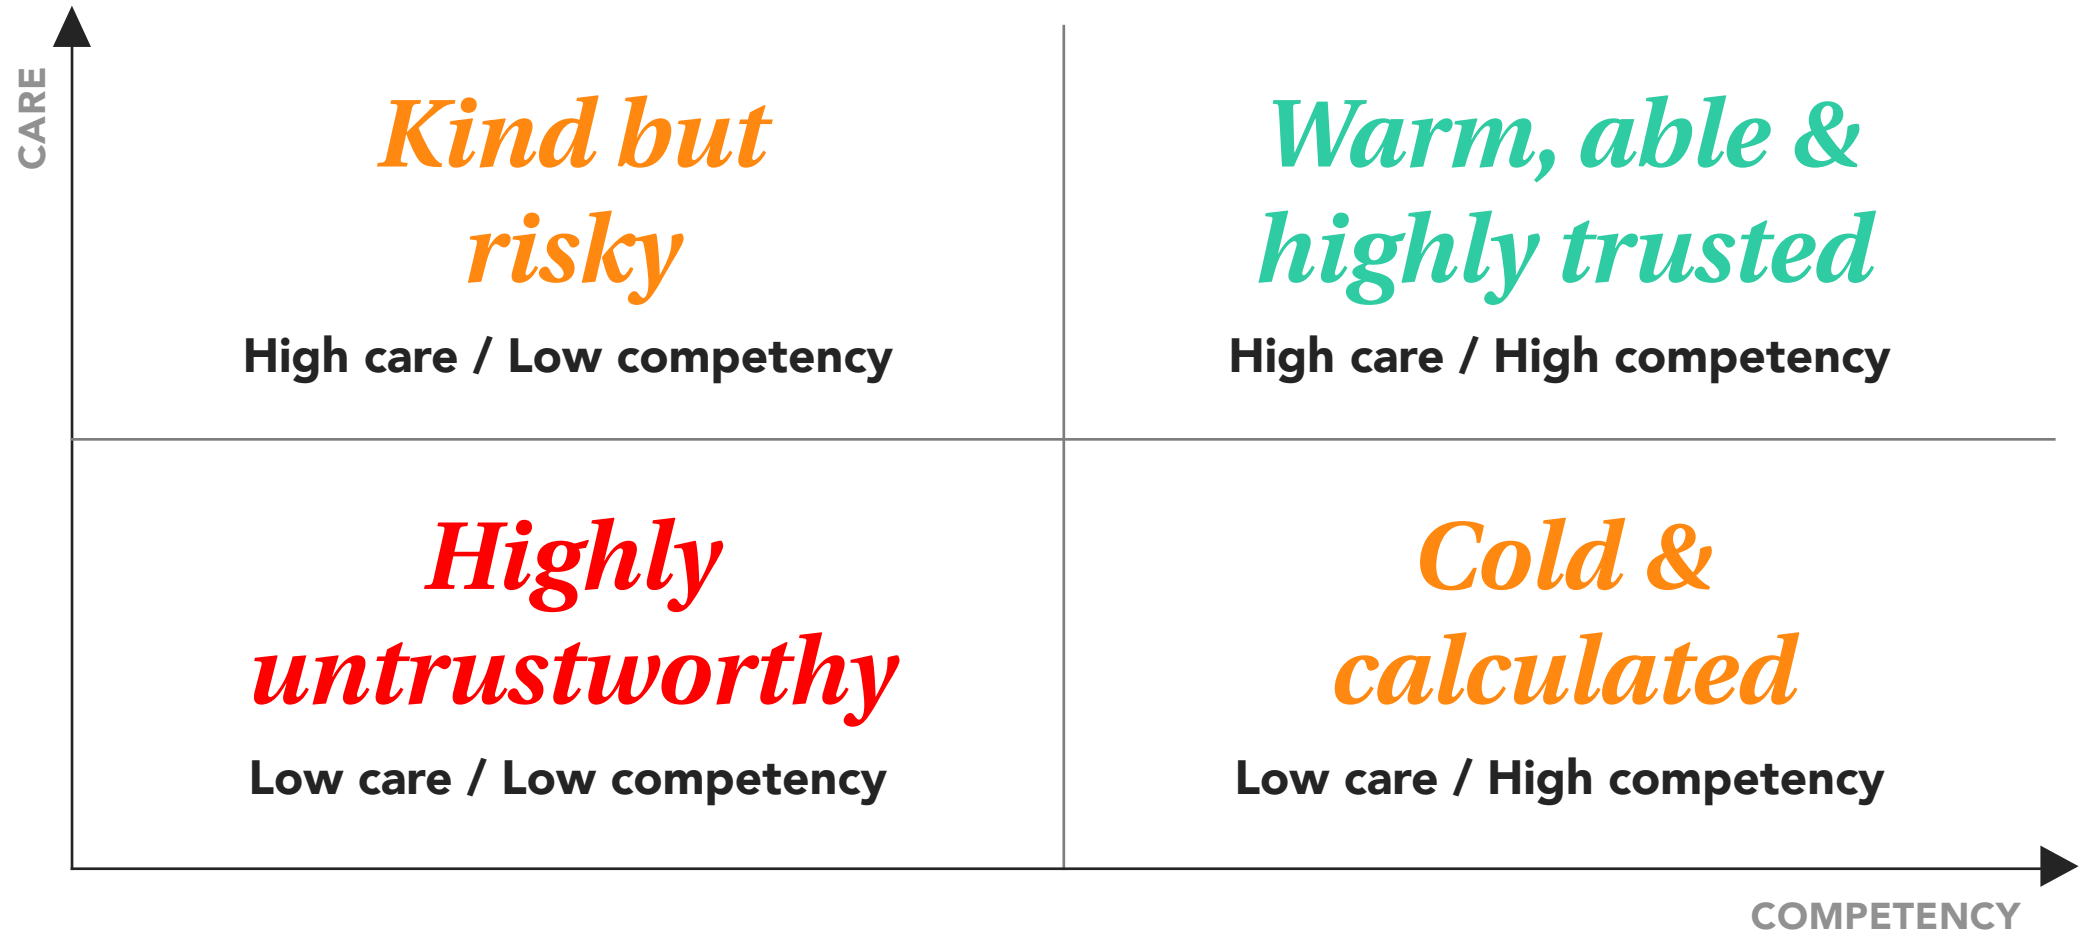 CARE
Kind but
risky
High care / Low competency
Warm, able &
highly trusted
High care / High competency
Highly
untrustworthy
Low care / Low competency
Cold &
calculated
Low care / High competency
COMPETENCY